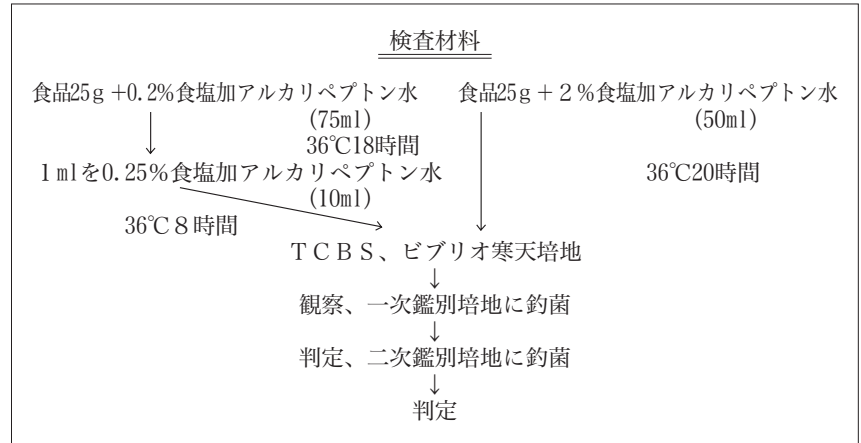 検査材料
食品25g+0.2%食塩加アルカリペプトン水 食品25g+2%食塩加アルカリペプトン水
(75ml) (50ml)
36℃18時間
1mlを0.25%食塩加アルカリペプトン水 36℃20時間
(10ml)
36℃8時間
TCBS、ビブリオ寒天培地
↓
観察、一次鑑別培地に釣菌
↓
判定、二次鑑別培地に釣菌
↓
判定